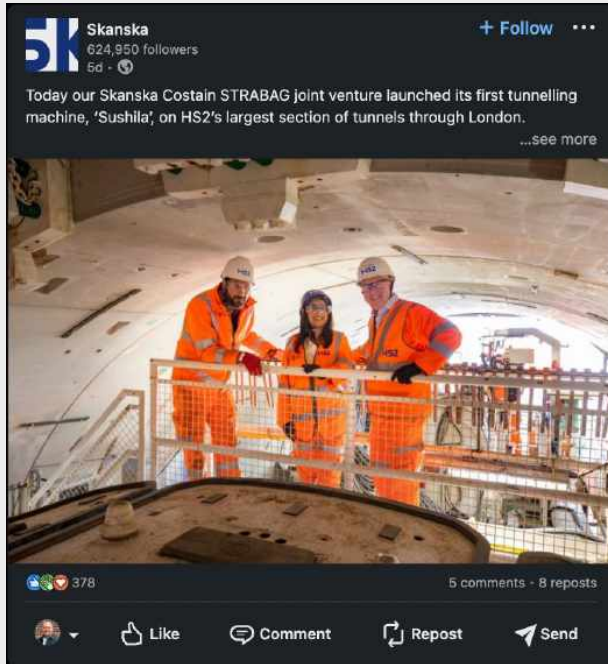 SK
Skanska
+ Follow
624,950 followers
5d •
Today our Skanska Costain STRABAG joint venture launched its first tunnelling
machine, ‘Sushila’, on HS2’s largest section of tunnels through London.
...see more
HS2
HS2
HS2
378
5 comments • 8 reposts
Like
Comment
Repost
Send